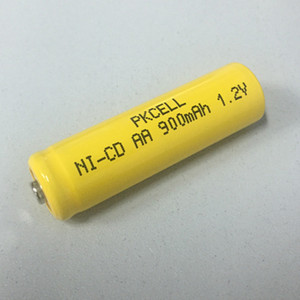 PKCELL
NI-CD AA 900mAh 1.2V